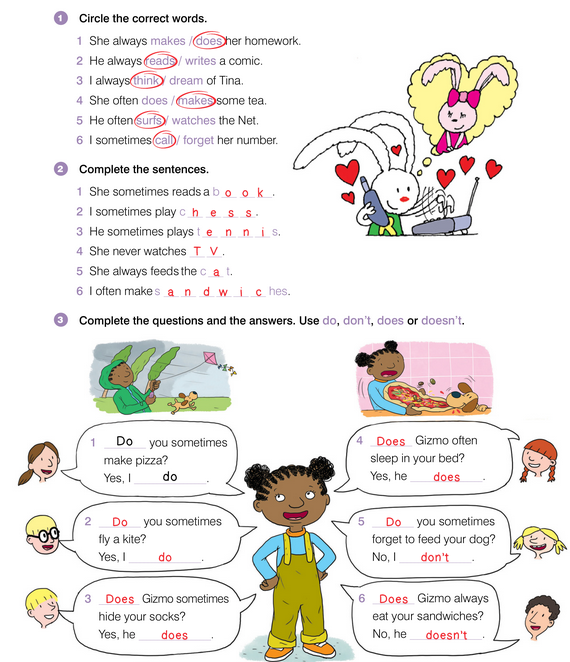 1 Circle the correct words.
1 She always makes / does her homework.
2 He always reads / writes a comic.
3 I always think / dream of Tina.
4 She often does / makes some tea.
5 He often surfs / watches the Net.
6 I sometimes call / forget her number.
2 Complete the sentences.
1 She sometimes reads a b o o k .
2 I sometimes play c h e s s .
3 He sometimes plays t e n n i s.
4 She never watches T V .
5 She always feeds the c a t.
6 I often make s a n d w i c hes.
3 Complete the questions and the answers. Use do, don't, does or doesn't.
1 Do you sometimes
make pizza?
Yes, I do .
2 Do you sometimes
fly a kite?
Yes, I do .
3 Does Gizmo sometimes
hide your socks?
Yes, he does .
4 Does Gizmo often
sleep in your bed?
Yes, he does .
5 Do you sometimes
forget to feed your dog?
No, I don't .
6 Does Gizmo always
eat your sandwiches?
No, he doesn't .